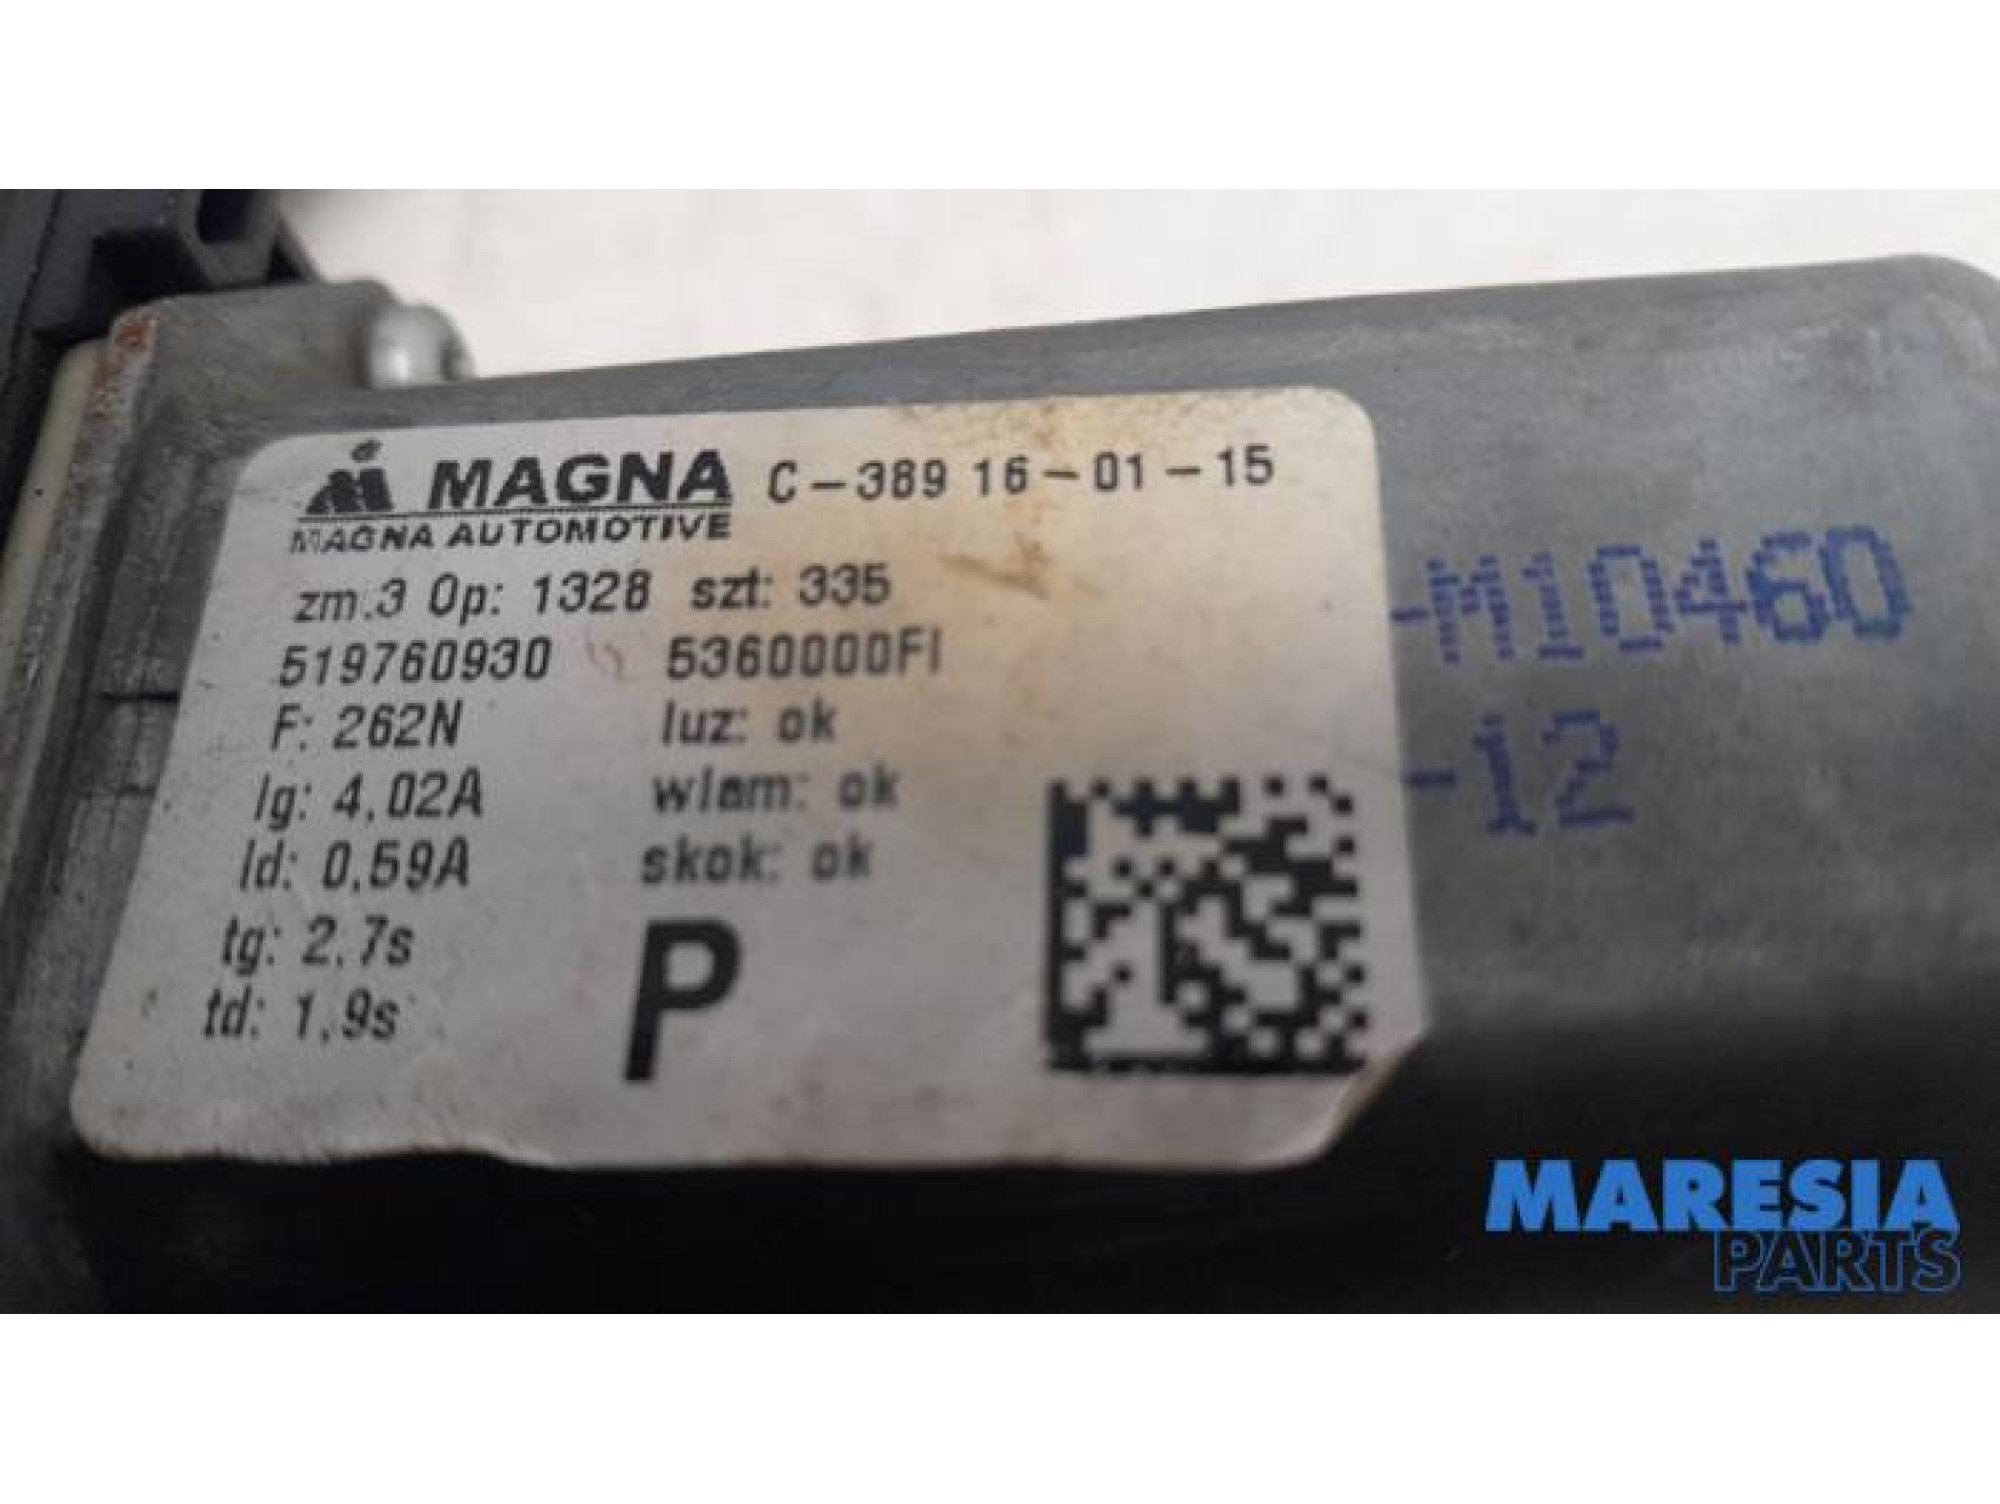 MAGNA C-389 16-01-15
MAGNA AUTOMOTIVE
zm.3 Op: 1328 szt: 335
519760930 5360000FI
F: 262N luz: ok
Ig: 4,02A wlam: ok
Id: 0,59A skok: ok
tg: 2,7s
td: 1,9s
P
-M10460
-12
MARESIA
PARTS